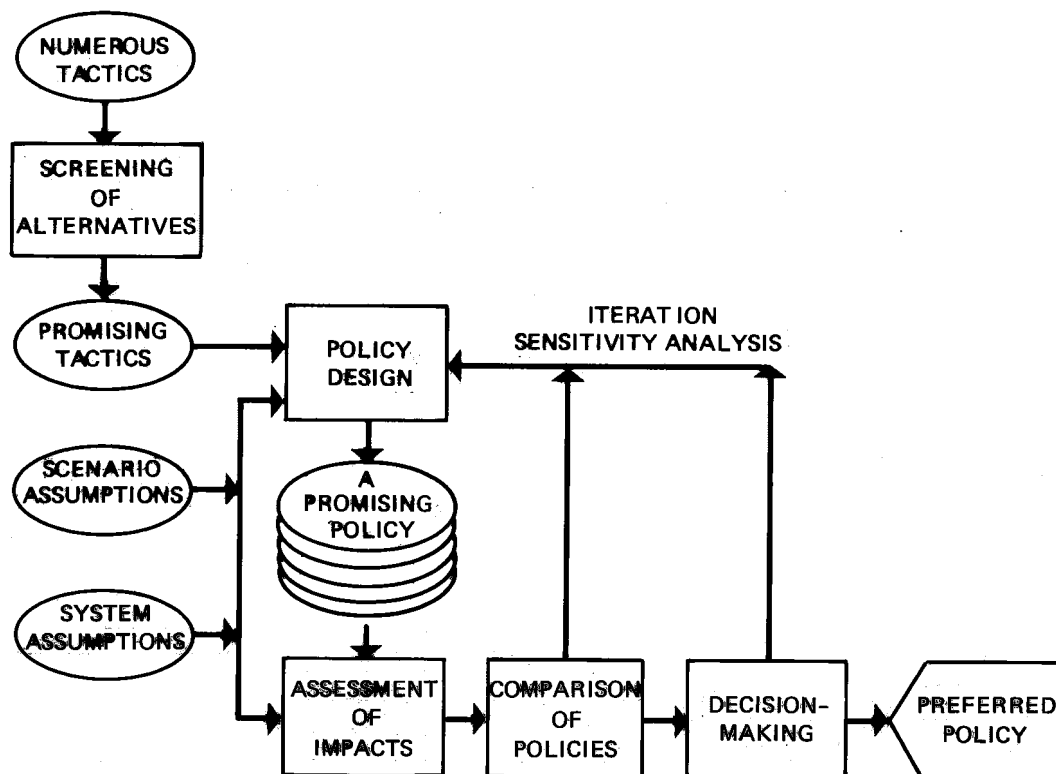 NUMEROUS
TACTICS
SCREENING
OF
ALTERNATIVES
PROMISING
TACTICS
POLICY
DESIGN
ITERATION
SENSITIVITY ANALYSIS
SCENARIO
ASSUMPTIONS
A
PROMISING
POLICY
SYSTEM
ASSUMPTIONS
ASSESSMENT
OF
IMPACTS
COMPARISON
OF
POLICIES
DECISION-
MAKING
PREFERRED
POLICY